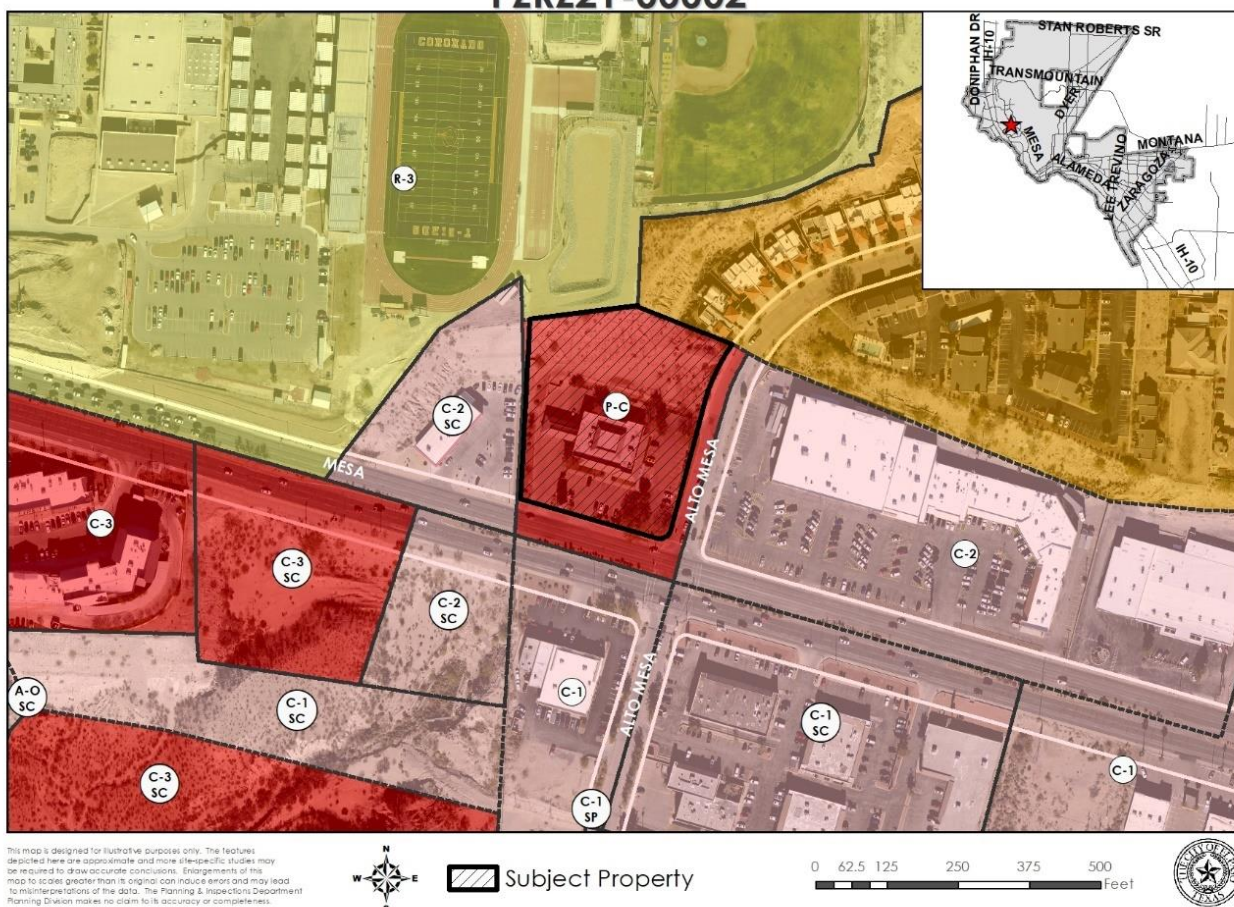 PZRZ21-00002
DONIPHAN DR
IH-10
STAN ROBERTS SR
TRANSMOUNTAIN
DYER
MESA
MONTANA
ALAMEDA
LEE TREVINO
ZARAGOZA
IH-10
CORONADO
T-BIRDS
R-3
C-2
SC
P-C
MESA
ALTO MESA
C-3
C-3
SC
C-2
SC
C-2
A-O
SC
C-1
SC
C-1
ALTO MESA
C-1
SC
C-1
C-3
SC
C-1
SP
This map is designed for illustrative purposes only. The features
depicted here are approximate and more site-specific studies may
be required to draw accurate conclusions. Enlargements of this
map to scales greater than its original can induce errors and may lead
to misinterpretations of the data. The Planning & Inspections Department
Planning Division makes no claim to its accuracy or completeness.
N
W
E
S
Subject Property
0 62.5 125 250 375 500
Feet